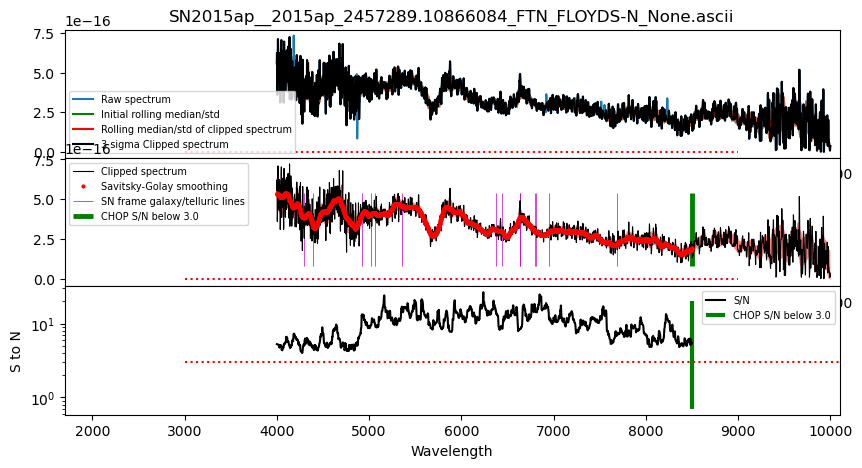 SN2015ap__2015ap_2457289.10866084_FTN_FLOYDS-N_None.ascii
1e−16
7.5
5.0
2.5
0.0
Raw spectrum
Initial rolling median/std
Rolling median/std of clipped spectrum
3-sigma Clipped spectrum
1e−16
7.5
5.0
2.5
0.0
Clipped spectrum
Savitsky-Golay smoothing
SN frame galaxy/telluric lines
CHOP S/N below 3.0
S to N
10¹
10⁰
S/N
CHOP S/N below 3.0
2000 3000 4000 5000 6000 7000 8000 9000 10000
Wavelength